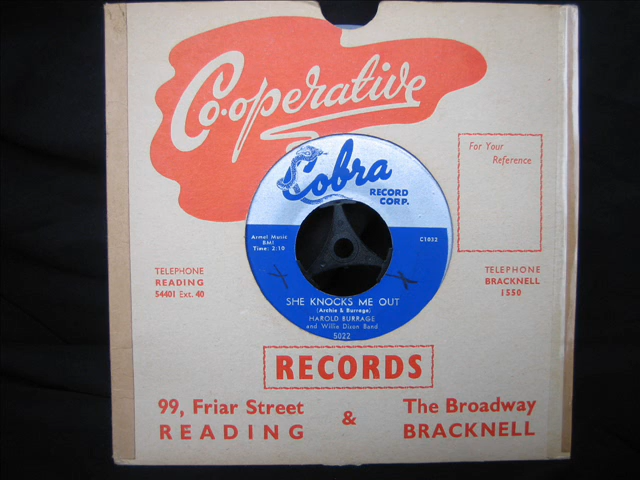 Co-operative
For Your
Reference
Cobra
RECORD
CORP.
Armel Music
BMI
Time: 2:10
C1032
TELEPHONE
READING
54401 Ext. 40
TELEPHONE
BRACKNELL
1550
SHE KNOCKS ME OUT
(Archie & Burrage)
HAROLD BURRAGE
and Willie Dixon Band
5022
RECORDS
99, Friar Street
READING
&
The Broadway
BRACKNELL